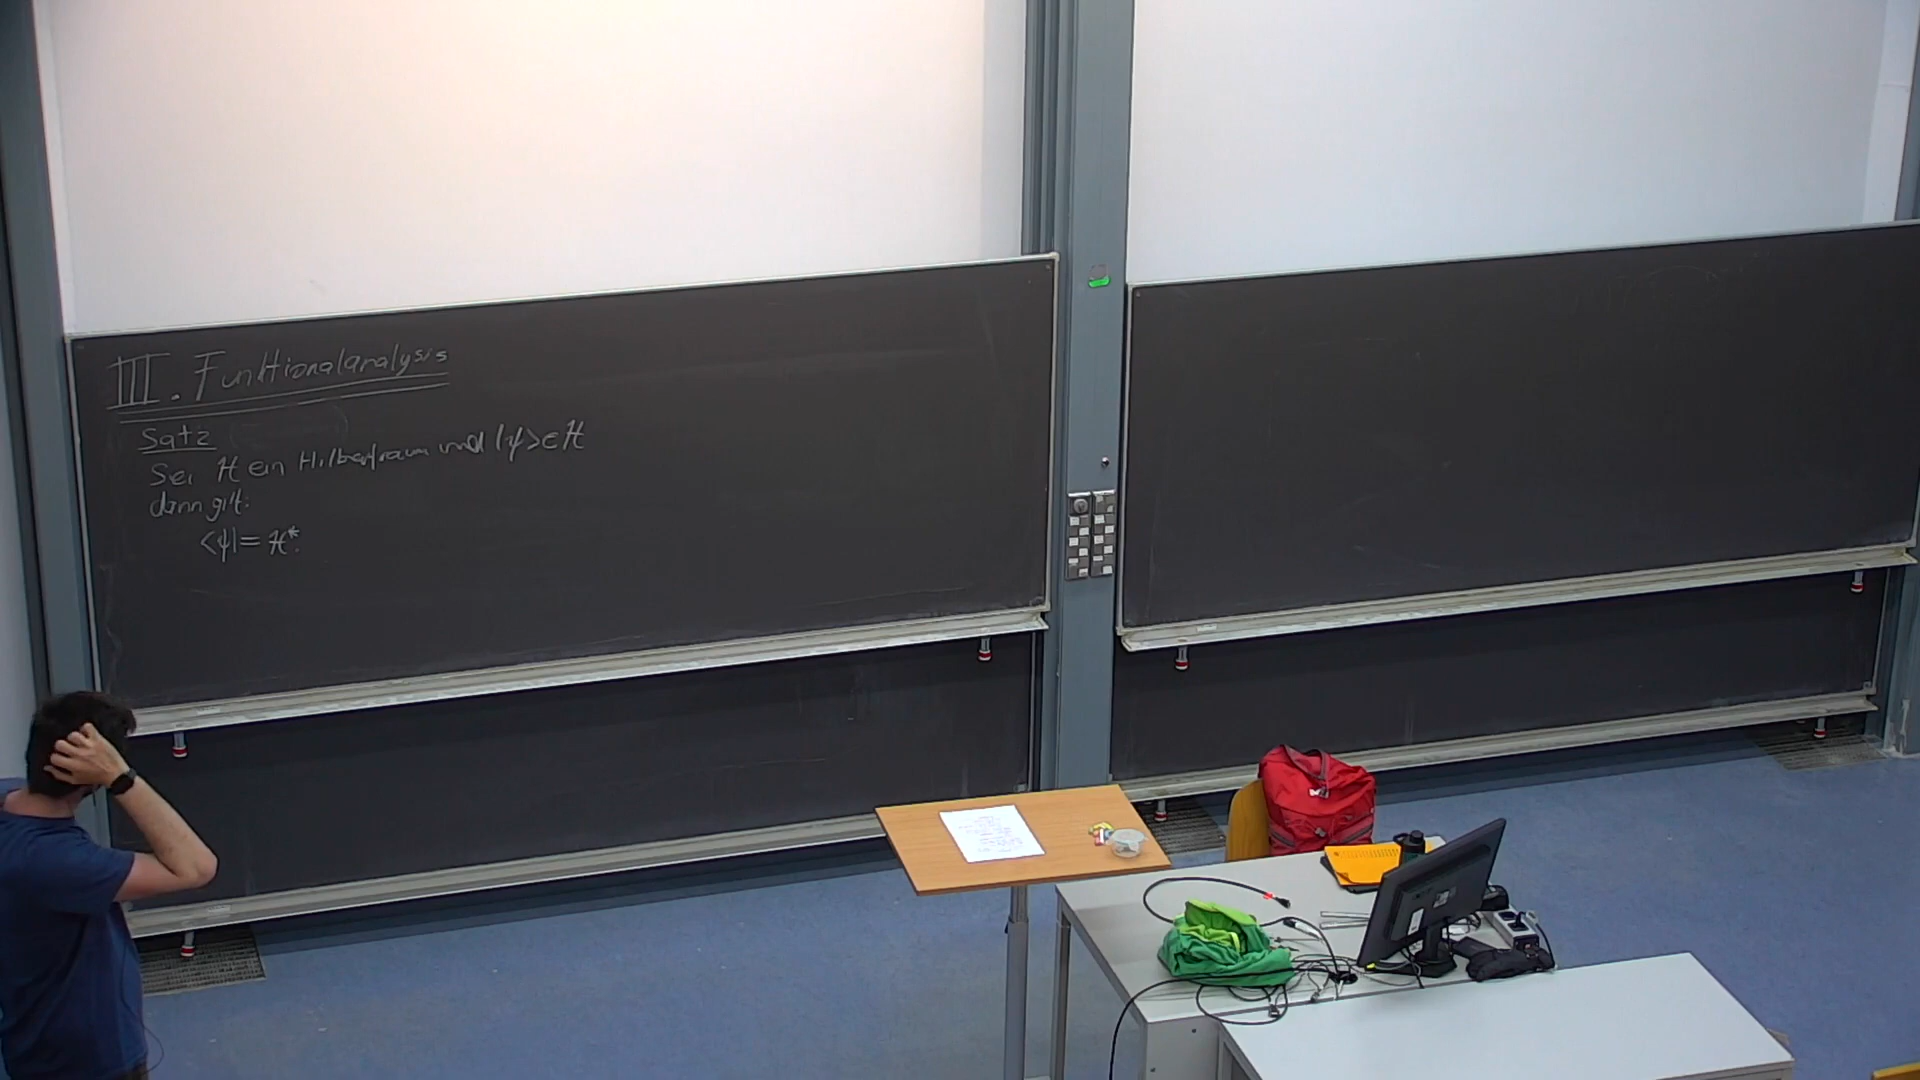 III. Funktionalanalysis
Satz
Sei ℋ ein Hilbertraum und |ψ>∈ℋ
dann gilt:
<ψ|=ℋ*.